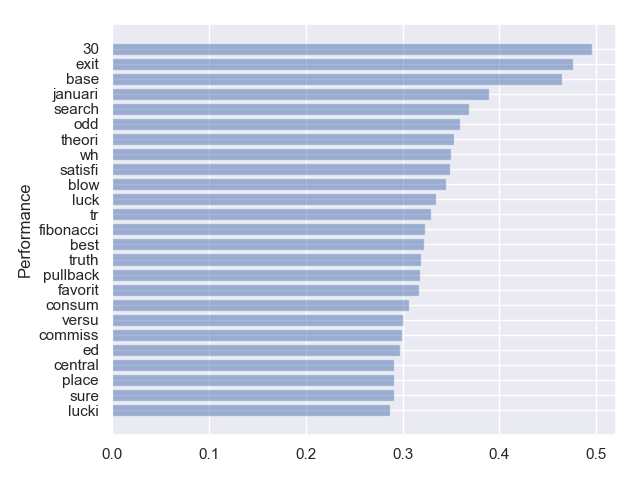 30
exit
base
januari
search
odd
theori
wh
satisfi
blow
luck
tr
fibonacci
best
truth
pullback
favorit
consum
versu
commiss
ed
central
place
sure
lucki
Performance
0.0 0.1 0.2 0.3 0.4 0.5